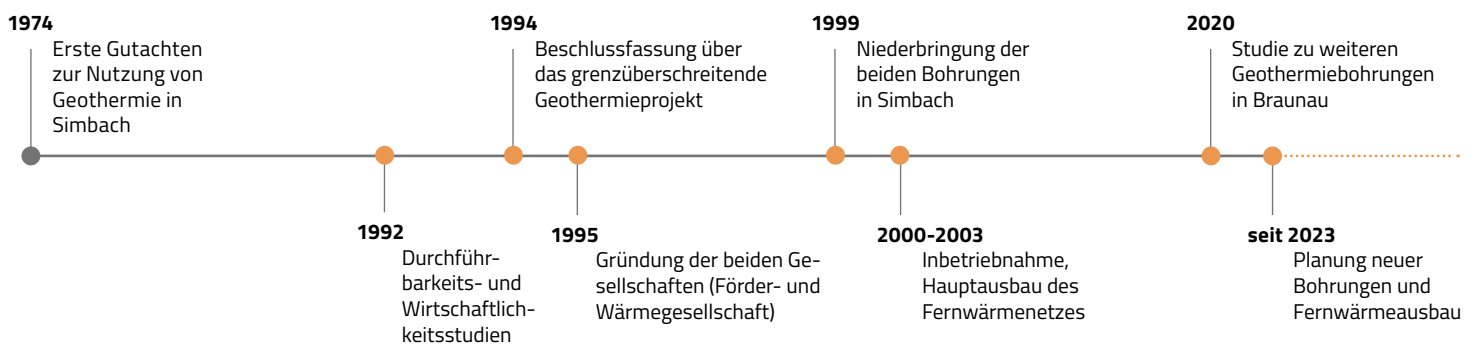 1974
Erste Gutachten
zur Nutzung von
Geothermie in
Simbach
1992
Durchführ-
barkeits- und
Wirtschaftlich-
keitsstudien
1994
Beschlussfassung über
das grenzüberschreitende
Geothermieprojekt
1995
Gründung der beiden Ge-
sellschaften (Förder- und
Wärmegesellschaft)
1999
Niederbringung der
beiden Bohrungen
in Simbach
2000-2003
Inbetriebnahme,
Hauptausbau des
Fernwärmenetzes
2020
Studie zu weiteren
Geothermiebohrungen
in Braunau
seit 2023
Planung neuer
Bohrungen und
Fernwärmeausbau